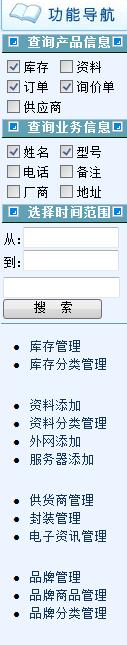 功能导航
查询产品信息
库存 资料
订单 询价单
供应商
查询业务信息
姓名 型号
电话 备注
厂商 地址
选择时间范围
从:
到:
搜 索
库存管理
库存分类管理
资料添加
资料分类管理
外网添加
服务器添加
供货商管理
封装管理
电子资讯管理
品牌管理
品牌商品管理
品牌分类管理